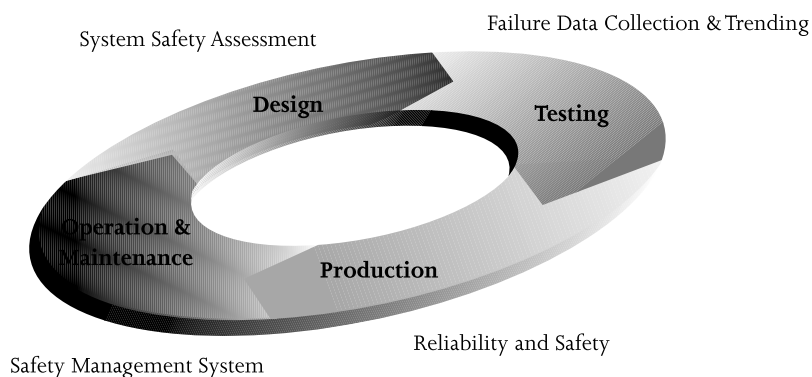 Failure Data Collection & Trending
System Safety Assessment
Design
Testing
Operation &
Maintenance
Production
Reliability and Safety
Safety Management System